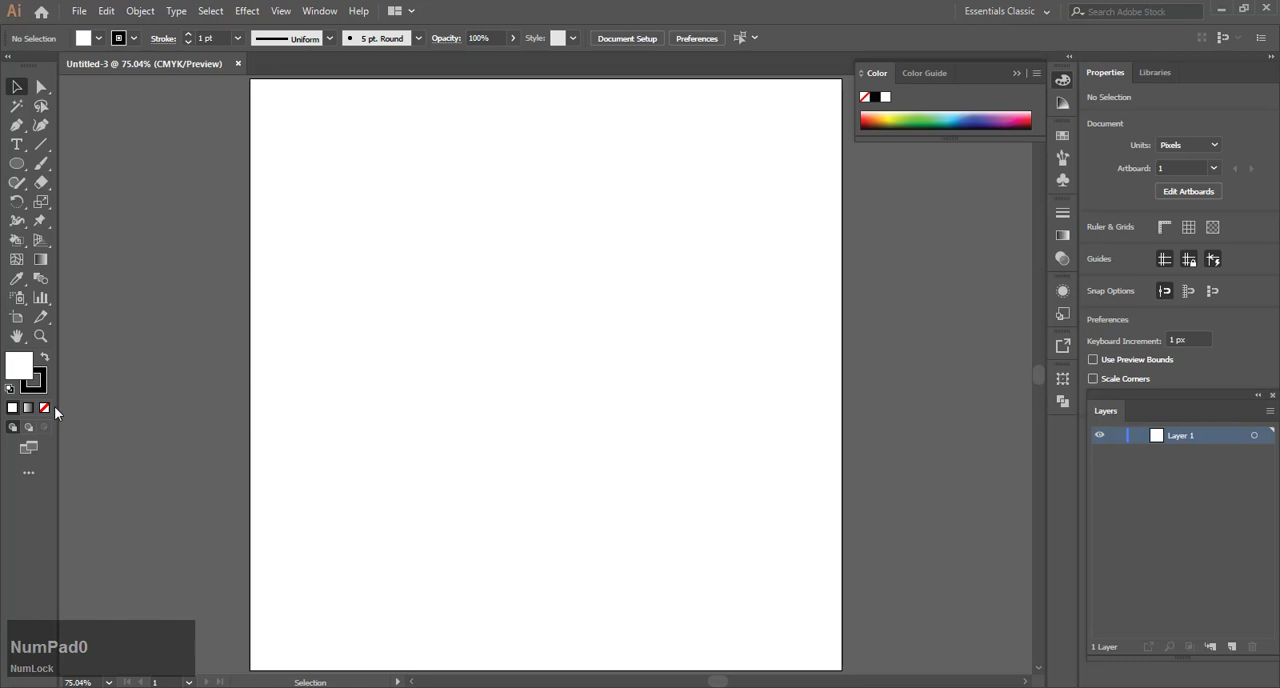 Ai File Edit Object Type Select Effect View Window Help Essentials Classic Search Adobe Stock
No Selection Stroke: 1 pt Uniform 5 pt. Round Opacity: 100% Style: Document Setup Preferences
Untitled-3 @ 75.04% (CMYK/Preview) ×
Color Color Guide
Properties Libraries
No Selection
Document
Units: Pixels
Artboard: 1
Edit Artboards
Ruler & Grids
Guides
Snap Options
Preferences
Keyboard Increment: 1 px
Use Preview Bounds
Scale Corners
Layers
Layer 1
1 Layer
NumPad0
NumLock
75.04% 1 Selection